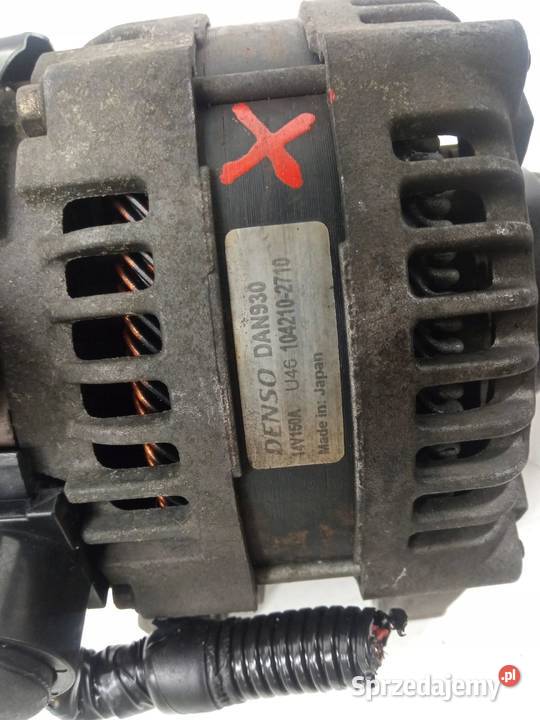 X
DENSO DAN930
14V150A U46 104210-2710
Made in: Japan
Sprzedajemy.pl